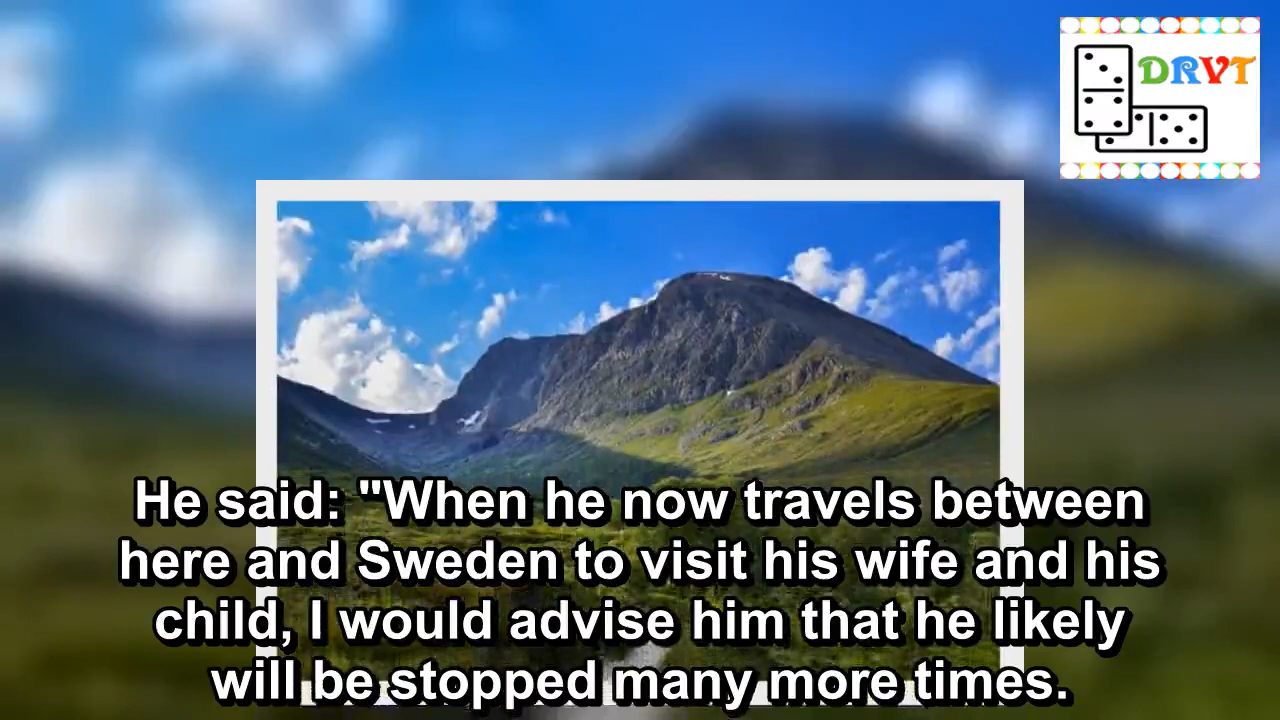 DRVT
He said: "When he now travels between
here and Sweden to visit his wife and his
child, I would advise him that he likely
will be stopped many more times.